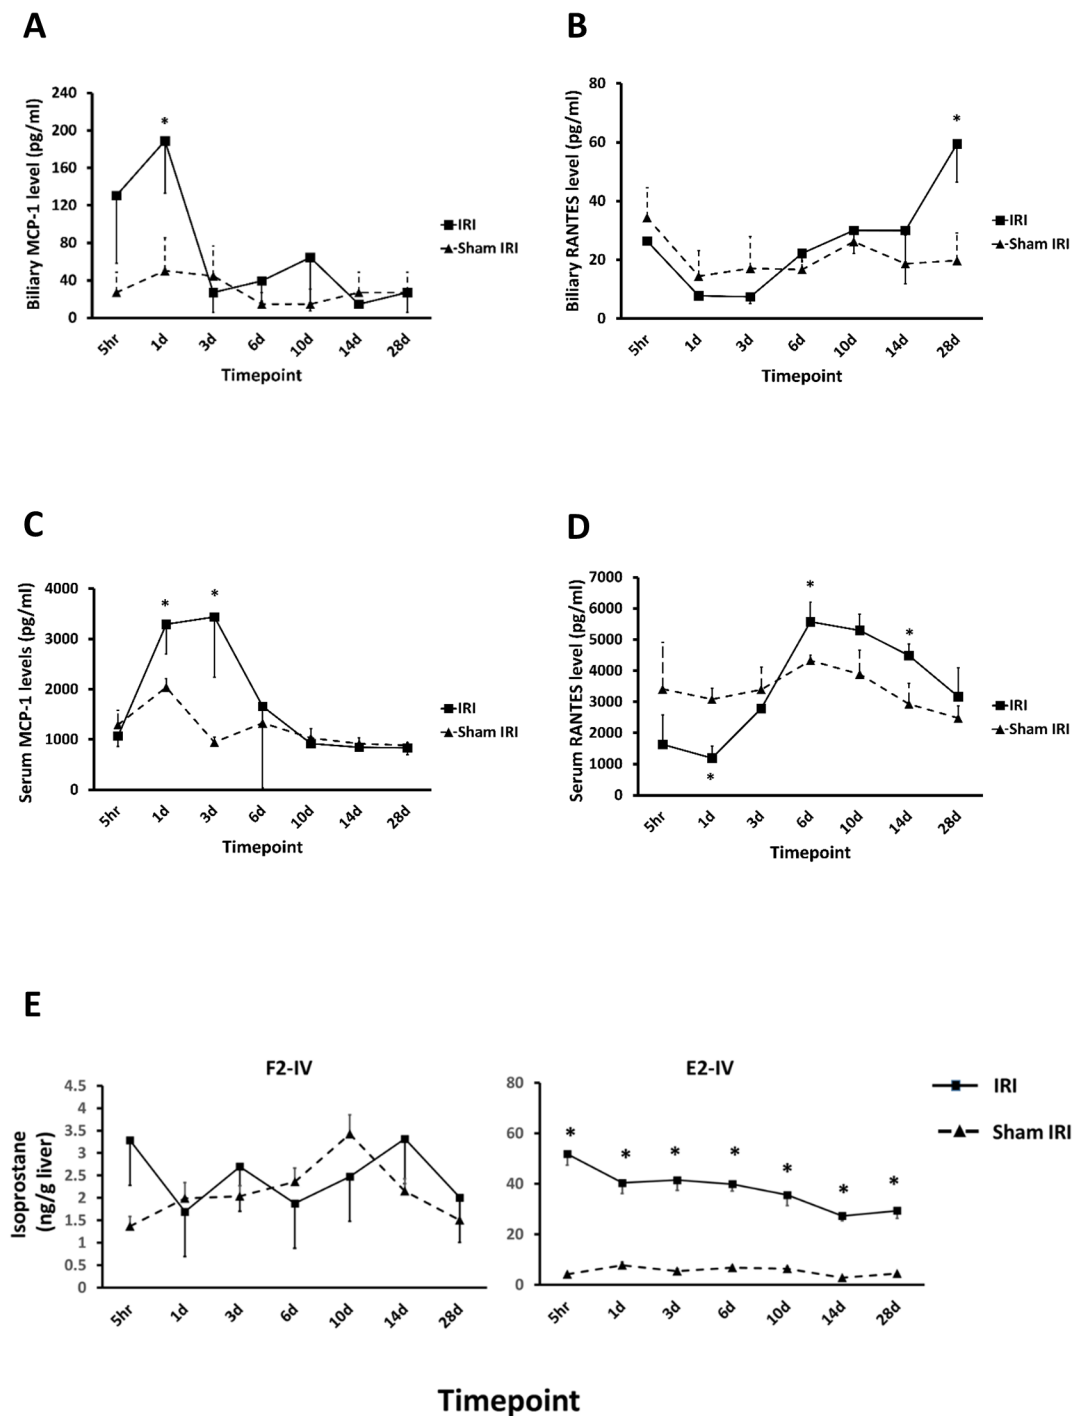 A
Biliary MCP-1 level (pg/ml)
240
200
160
120
80
40
0
*
5hr
1d
3d
6d
10d
14d
28d
Timepoint
IRI
Sham IRI
B
Biliary RANTES level (pg/ml)
80
60
40
20
0
*
5hr
1d
3d
6d
10d
14d
28d
Timepoint
IRI
Sham IRI
C
Serum MCP-1 levels (pg/ml)
4000
3000
2000
1000
0
*
*
5hr
1d
3d
6d
10d
14d
28d
Timepoint
IRI
Sham IRI
D
Serum RANTES level (pg/ml)
7000
6000
5000
4000
3000
2000
1000
0
*
*
*
5hr
1d
3d
6d
10d
14d
28d
Timepoint
IRI
Sham IRI
E
F2-IV
Isoprostane
(ng/g liver)
4.5
4
3.5
3
2.5
2
1.5
1
0.5
0
5hr
1d
3d
6d
10d
14d
28d
E2-IV
80
60
40
20
0
*
*
*
*
*
*
*
5hr
1d
3d
6d
10d
14d
28d
IRI
Sham IRI
Timepoint